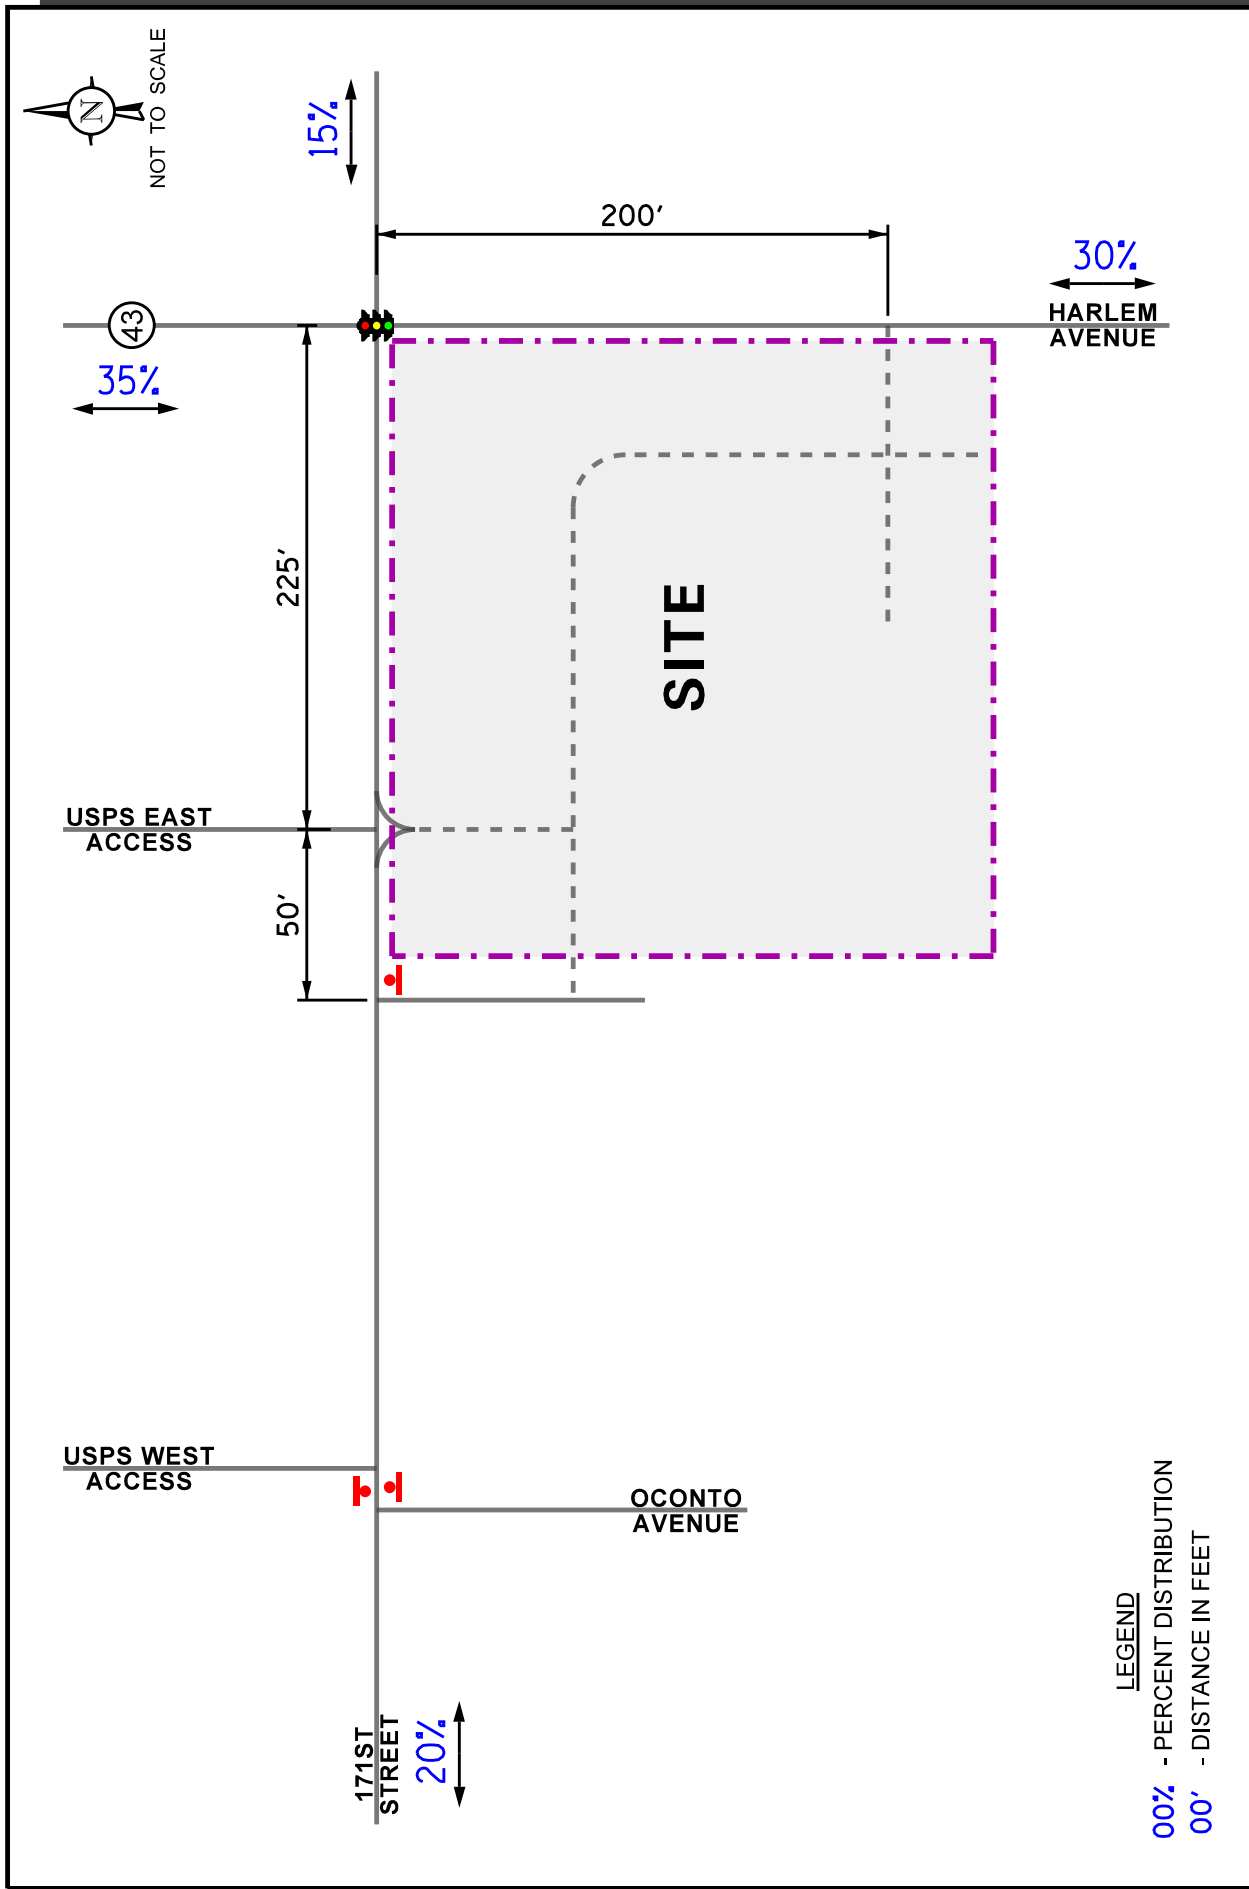 N
NOT TO SCALE
15%
200'
30%
HARLEM
AVENUE
43
35%
225'
SITE
USPS EAST
ACCESS
50'
USPS WEST
ACCESS
OCONTO
AVENUE
171ST
STREET
20%
LEGEND
00% - PERCENT DISTRIBUTION
00' - DISTANCE IN FEET